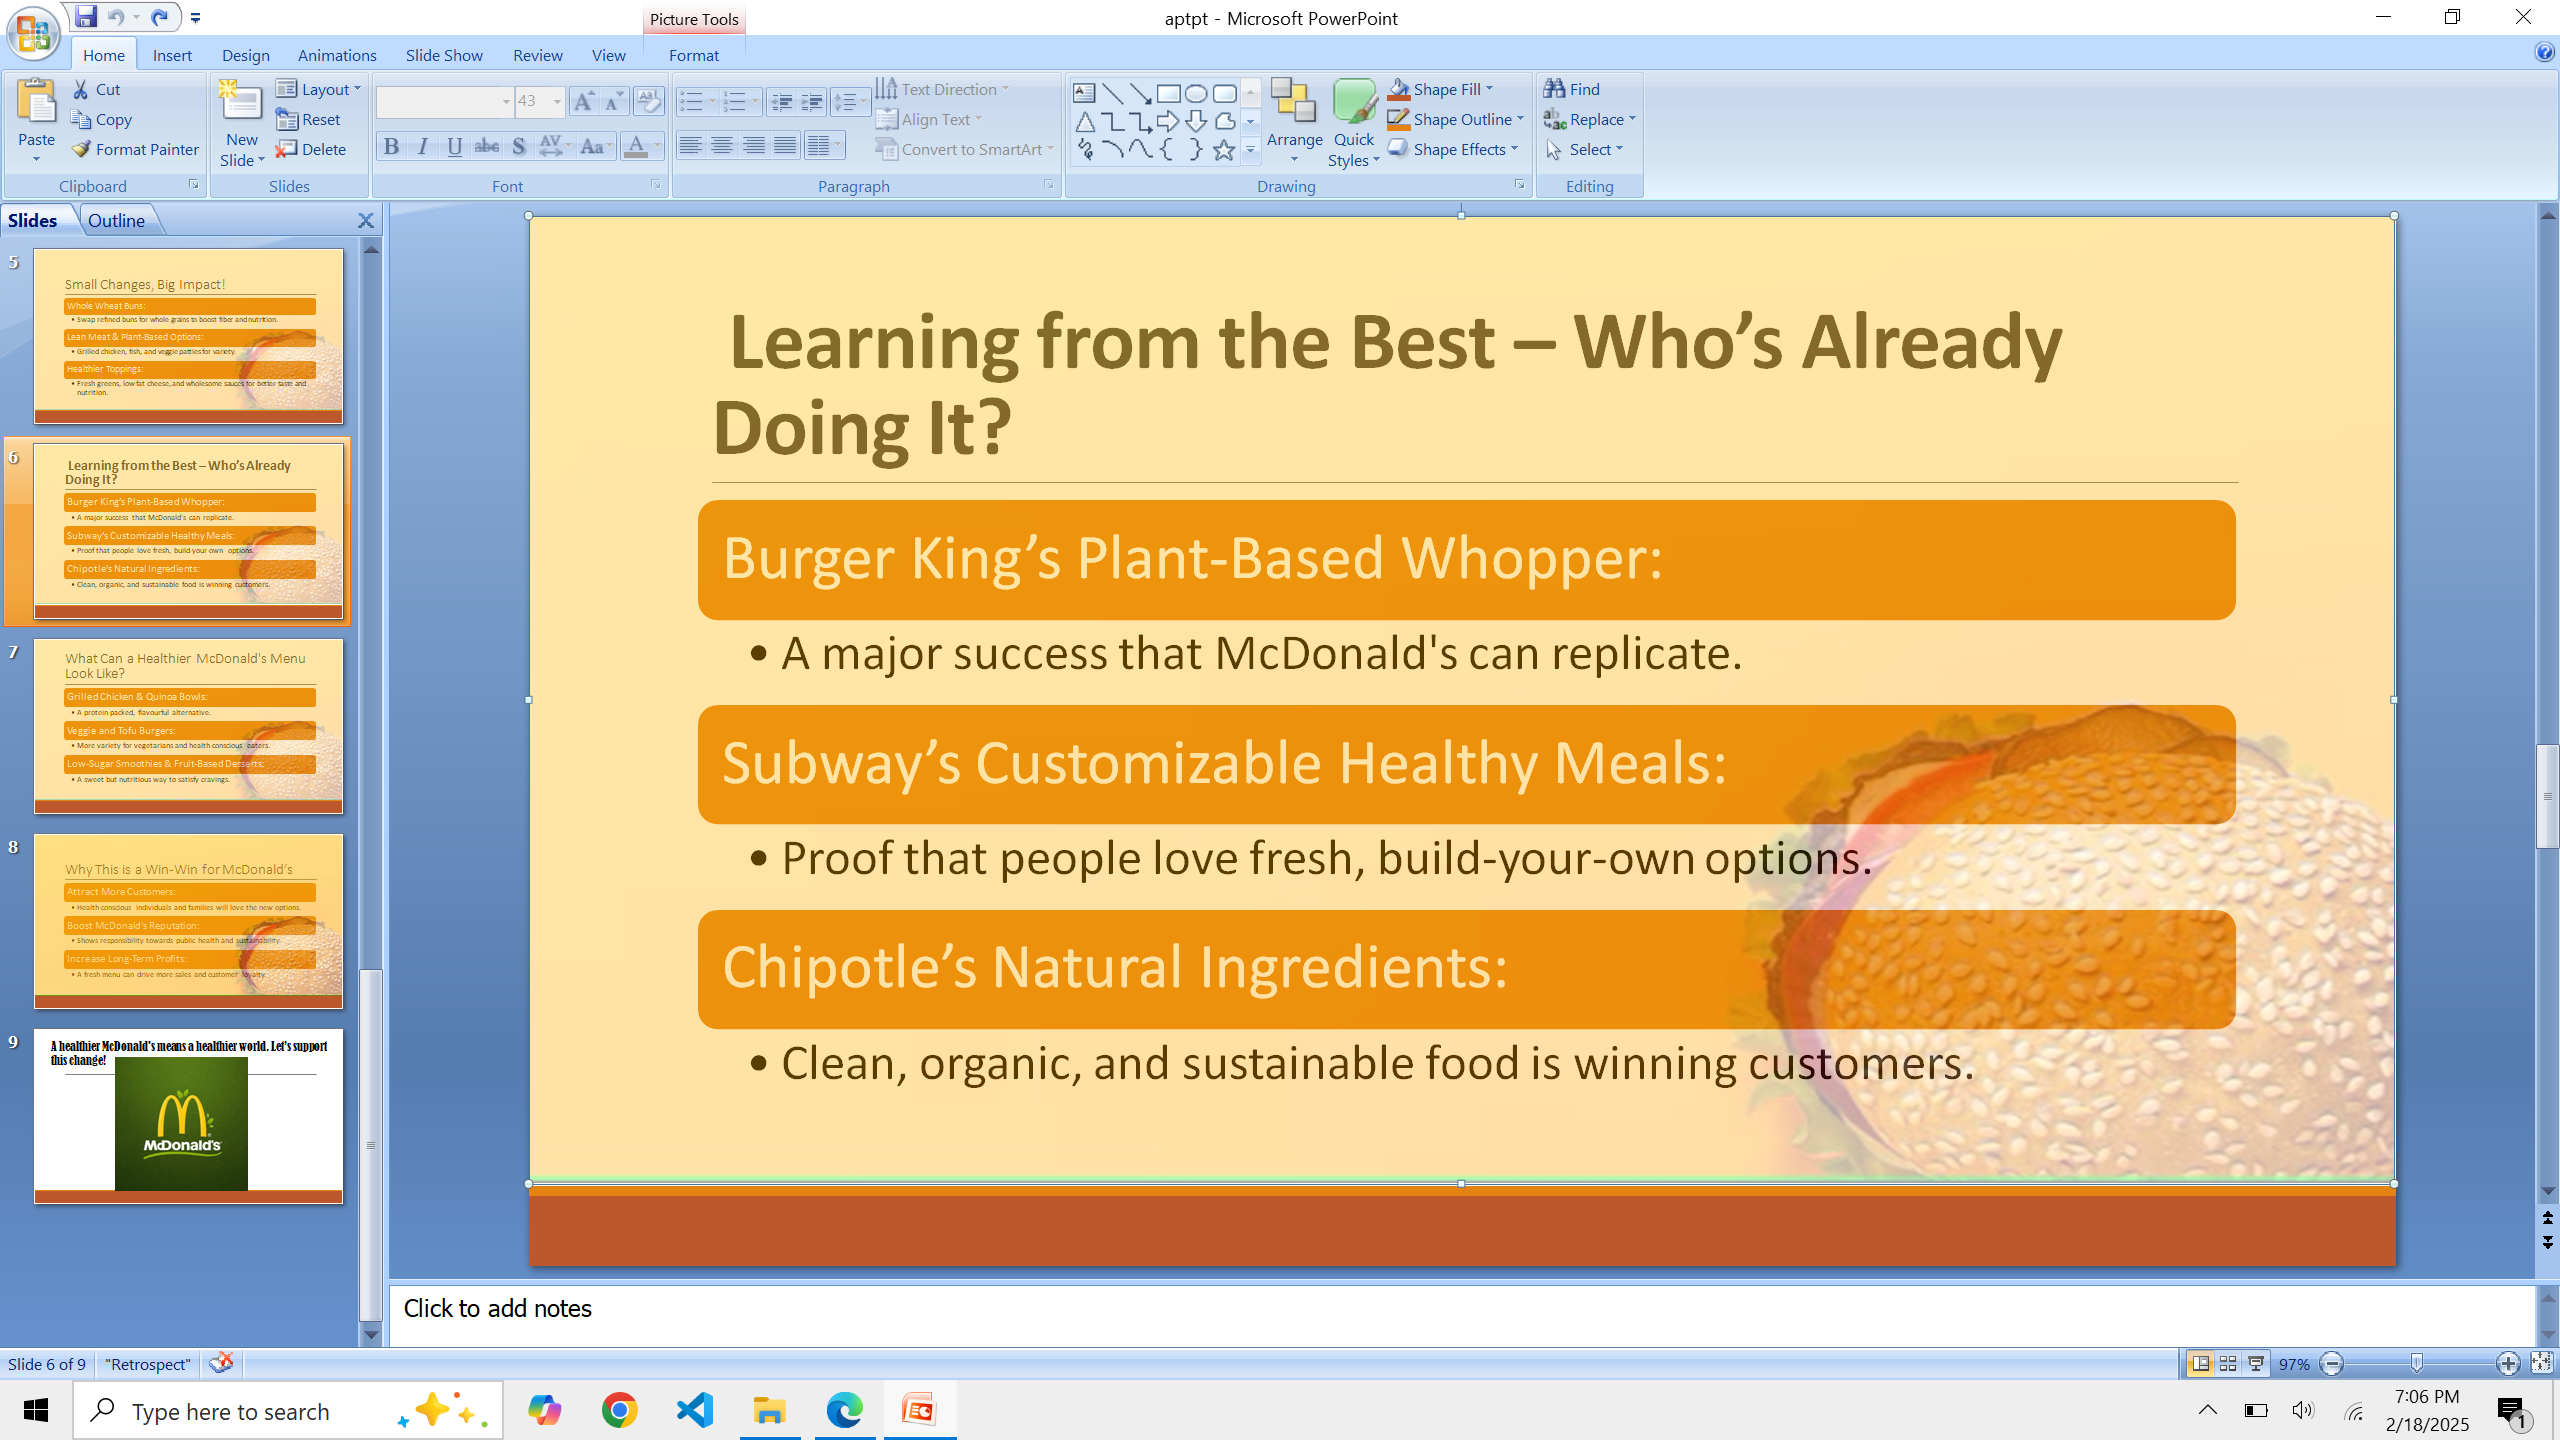 Picture Tools
aptpt - Microsoft PowerPoint
Home
Insert
Design
Animations
Slide Show
Review
View
Format
Paste
Cut
Copy
Format Painter
Clipboard
New
Slide
Layout
Reset
Delete
Slides
43
Font
Text Direction
Align Text
Convert to SmartArt
Paragraph
Arrange
Quick
Styles
Shape Fill
Shape Outline
Shape Effects
Drawing
Find
Replace
Select
Editing
Slides
Outline
5
Small Changes, Big Impact!
Whole Wheat Buns:
• Swap refined buns for whole grains to boost fiber and nutrition.
Lean Meat & Plant-Based Options:
• Grilled chicken, fish, and veggie patties for variety.
Healthier Toppings:
• Fresh greens, low fat cheese, and wholesome sauces for better taste and
nutrition.
6
Learning from the Best – Who's Already
Doing It?
Burger King's Plant-Based Whopper:
• A major success that McDonald's can replicate.
Subway's Customizable Healthy Meals:
• Proof that people love fresh, build your own options.
Chipotle's Natural Ingredients:
• Clean, organic, and sustainable food is winning customers.
7
What Can a Healthier McDonald's Menu
Look Like?
Grilled Chicken & Quinoa Bowls:
• A protein packed, flavourful alternative.
Veggie and Tofu Burgers:
• More variety for vegetarians and health conscious eaters.
Low-Sugar Smoothies & Fruit-Based Desserts:
• A sweet but nutritious way to satisfy cravings.
8
Why This is a Win-Win for McDonald's
Attract More Customers:
• Health conscious individuals and families will love the new options.
Boost McDonald's Reputation:
• Shows responsibility towards public health and sustainability.
Increase Long-Term Profits:
• A fresh menu can drive more sales and customer loyalty.
9
A healthier McDonald's means a healthier world. Let's support
this change!
McDonald's
Learning from the Best – Who’s Already
Doing It?
Burger King’s Plant-Based Whopper:
• A major success that McDonald's can replicate.
Subway’s Customizable Healthy Meals:
• Proof that people love fresh, build-your-own options.
Chipotle’s Natural Ingredients:
• Clean, organic, and sustainable food is winning customers.
Click to add notes
Slide 6 of 9
"Retrospect"
97%
Type here to search
7:06 PM
2/18/2025
1